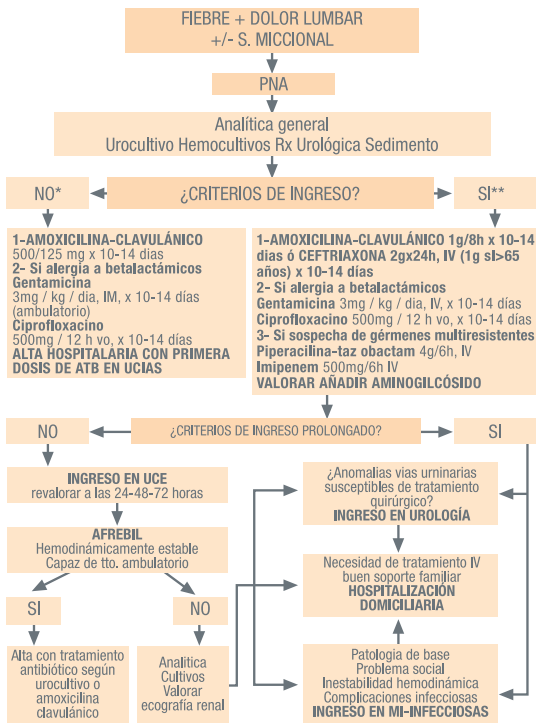 FIEBRE + DOLOR LUMBAR
+/- S. MICCIONAL
PNA
Analítica general
Urocultivo Hemocultivos Rx Urológica Sedimento
NO*
¿CRITERIOS DE INGRESO?
SI**
1-AMOXICILINA-CLAVULÁNICO
500/125 mg x 10-14 dias
2- Si alergia a betalactámicos
Gentamicina
3mg / kg / dia, IM, x 10-14 días
(ambulatorio)
Ciprofloxacino
500mg / 12 h vo, x 10-14 días
ALTA HOSPITALARIA CON PRIMERA
DOSIS DE ATB EN UCIAS
1-AMOXICILINA-CLAVULÁNICO 1g/8h x 10-14
dias ó CEFTRIAXONA 2gx24h, IV (1g sI>65
años) x 10-14 días
2- Si alergia a betalactámicos
Gentamicina 3mg / kg / día, IV, x 10-14 días
Ciprofloxacino 500mg / 12 h vo, x 10-14 días
3- Si sospecha de gérmenes multiresistentes
Piperacilina-taz obactam 4g/6h, IV
Imipenem 500mg/6h IV
VALORAR AÑADIR AMINOGILCÓSIDO
NO
¿CRITERIOS DE INGRESO PROLONGADO?
SI
INGRESO EN UCE
revalorar a las 24-48-72 horas
AFREBIL
Hemodinámicamente estable
Capaz de tto. ambulatorio
SI
NO
Alta con tratamiento
antibiótico según
urocultivo o
amoxicilina
clavulánico
Analitica
Cultivos
Valorar
ecografía renal
¿Anomalias vias urninarias
susceptibles de tratamiento
quirúrgico?
INGRESO EN UROLOGÍA
Necesidad de tratamiento IV
buen soporte familiar
HOSPITALIZACIÓN
DOMICILIARIA
Patologia de base
Problema social
Inestabilidad hemodinámica
Complicaciones infecciosas
INGRESO EN MI-INFECCIOSAS